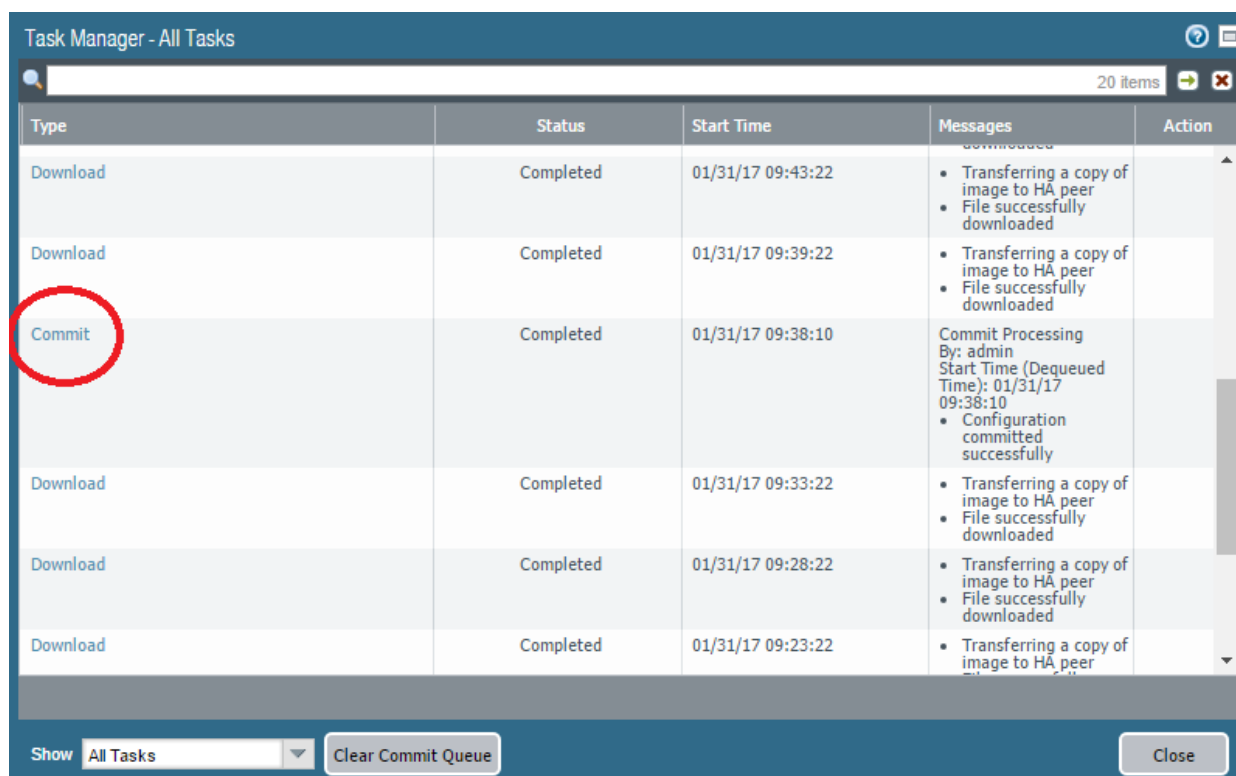 Task Manager - All Tasks
20 items
Type Status Start Time Messages Action
downloaded
Download Completed 01/31/17 09:43:22 • Transferring a copy of
image to HA peer
• File successfully
downloaded
Download Completed 01/31/17 09:39:22 • Transferring a copy of
image to HA peer
• File successfully
downloaded
Commit Completed 01/31/17 09:38:10 Commit Processing
By: admin
Start Time (Dequeued
Time): 01/31/17
09:38:10
• Configuration
committed
successfully
Download Completed 01/31/17 09:33:22 • Transferring a copy of
image to HA peer
• File successfully
downloaded
Download Completed 01/31/17 09:28:22 • Transferring a copy of
image to HA peer
• File successfully
downloaded
Download Completed 01/31/17 09:23:22 • Transferring a copy of
image to HA peer
Show All Tasks Clear Commit Queue Close